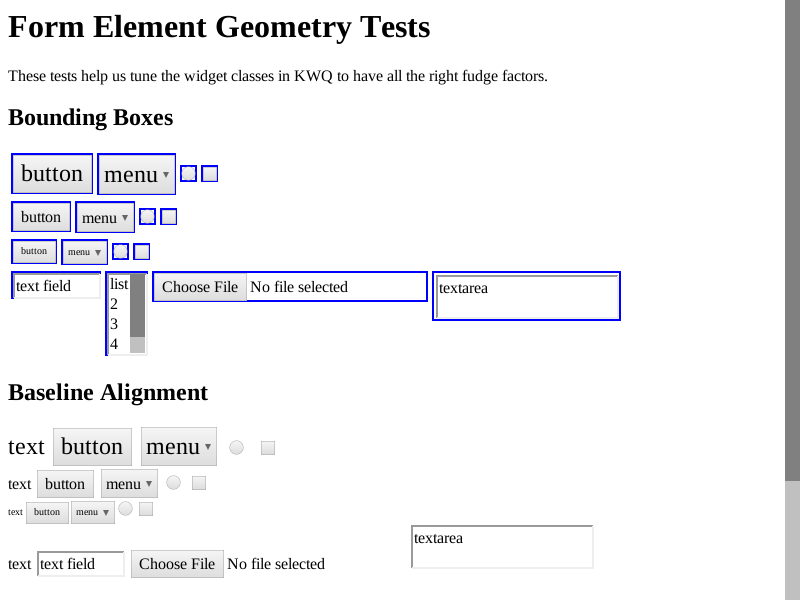 Form Element Geometry Tests
These tests help us tune the widget classes in KWQ to have all the right fudge factors.
Bounding Boxes
button menu
button menu
button menu
text field list Choose File No file selected textarea
2
3
4
Baseline Alignment
text button menu
text button menu
text button menu
textarea
text text field Choose File No file selected